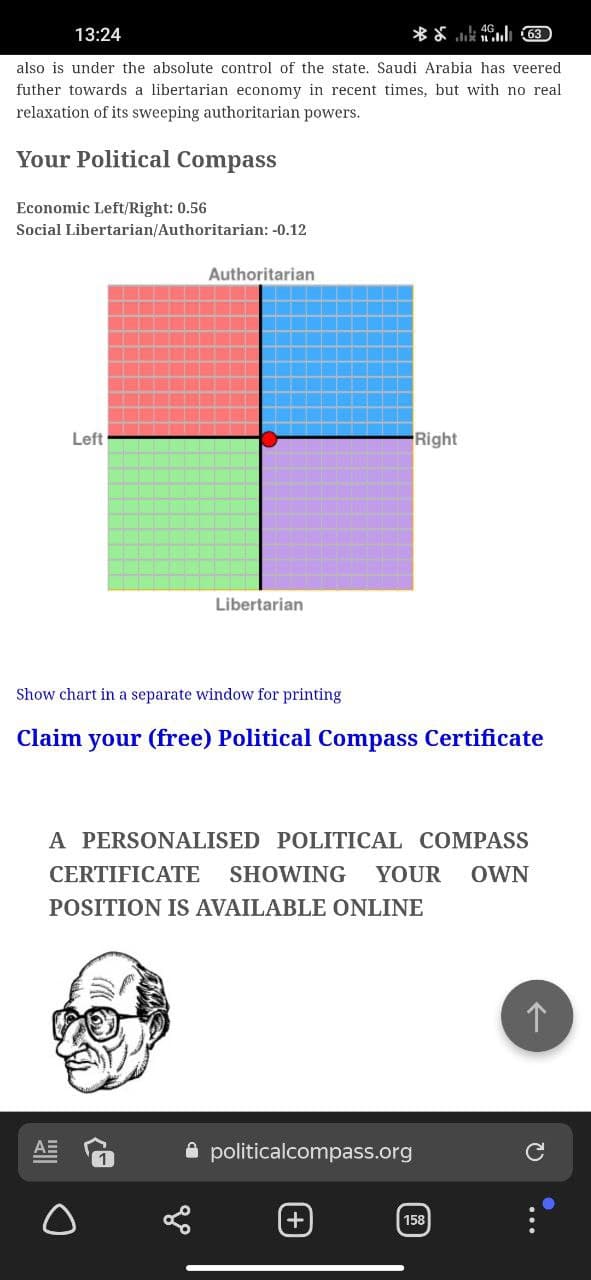 13:24
4G
63
also is under the absolute control of the state. Saudi Arabia has veered
futher towards a libertarian economy in recent times, but with no real
relaxation of its sweeping authoritarian powers.
Your Political Compass
Economic Left/Right: 0.56
Social Libertarian/Authoritarian: -0.12
Authoritarian
Left
Right
Libertarian
Show chart in a separate window for printing
Claim your (free) Political Compass Certificate
A PERSONALISED POLITICAL COMPASS
CERTIFICATE SHOWING YOUR OWN
POSITION IS AVAILABLE ONLINE
A
1
politicalcompass.org
158